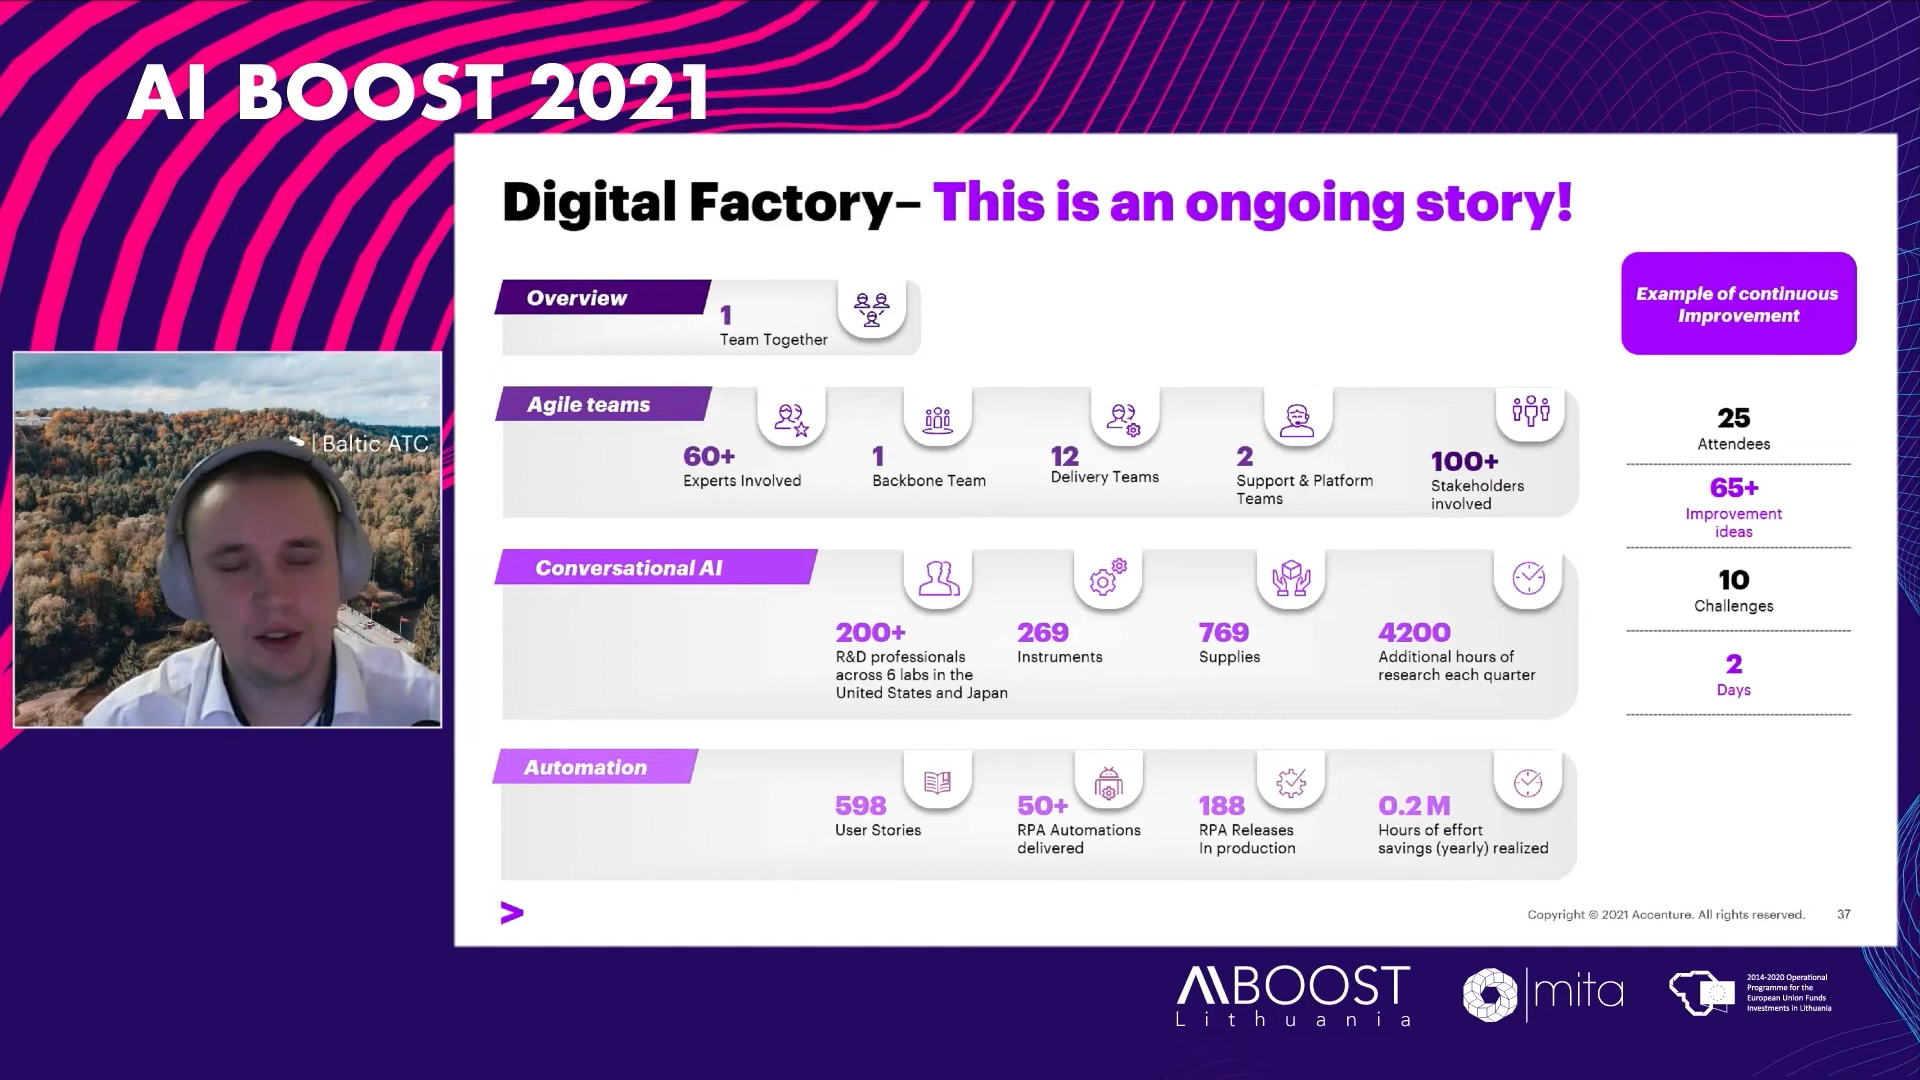 AI BOOST 2021
Digital Factory– This is an ongoing story!
Overview
1
Team Together
Example of continuous
Improvement
Agile teams
60+
Experts Involved
1
Backbone Team
12
Delivery Teams
2
Support & Platform
Teams
100+
Stakeholders
involved
25
Attendees
65+
Improvement
ideas
10
Challenges
2
Days
| Baltic ATC
Conversational AI
200+
R&D professionals
across 6 labs in the
United States and Japan
269
Instruments
769
Supplies
4200
Additional hours of
research each quarter
Automation
598
User Stories
50+
RPA Automations
delivered
188
RPA Releases
In production
0.2 M
Hours of effort
savings (yearly) realized
>
Copyright © 2021 Accenture. All rights reserved.
37
AIBOOST
Lithuania
mita
2014-2020 Operational
Programme for the
European Union Funds
Investments in Lithuania